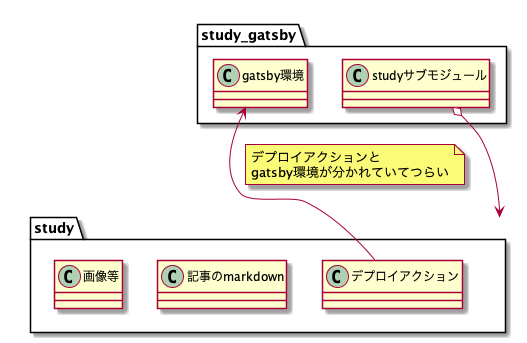 study_gatsby
C gatsby環境
C studyサブモジュール
デプロイアクションと
gatsby環境が分かれていてつらい
study
C 画像等
C 記事のmarkdown
C デプロイアクション